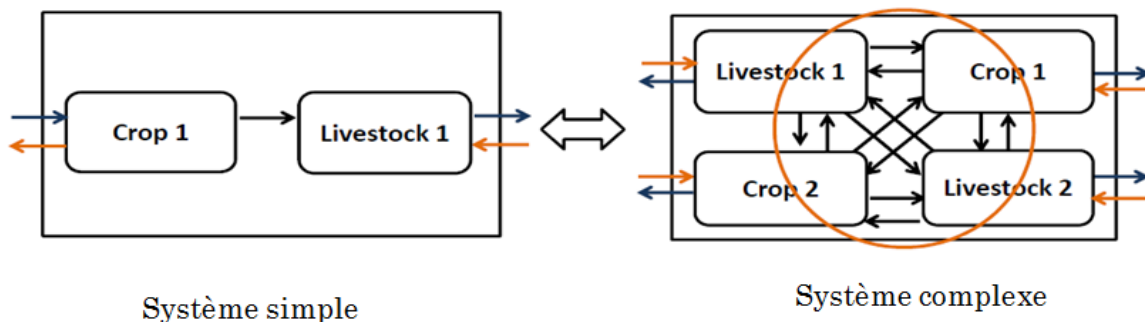 Crop 1
Livestock 1
Système simple
Livestock 1
Crop 1
Crop 2
Livestock 2
Système complexe